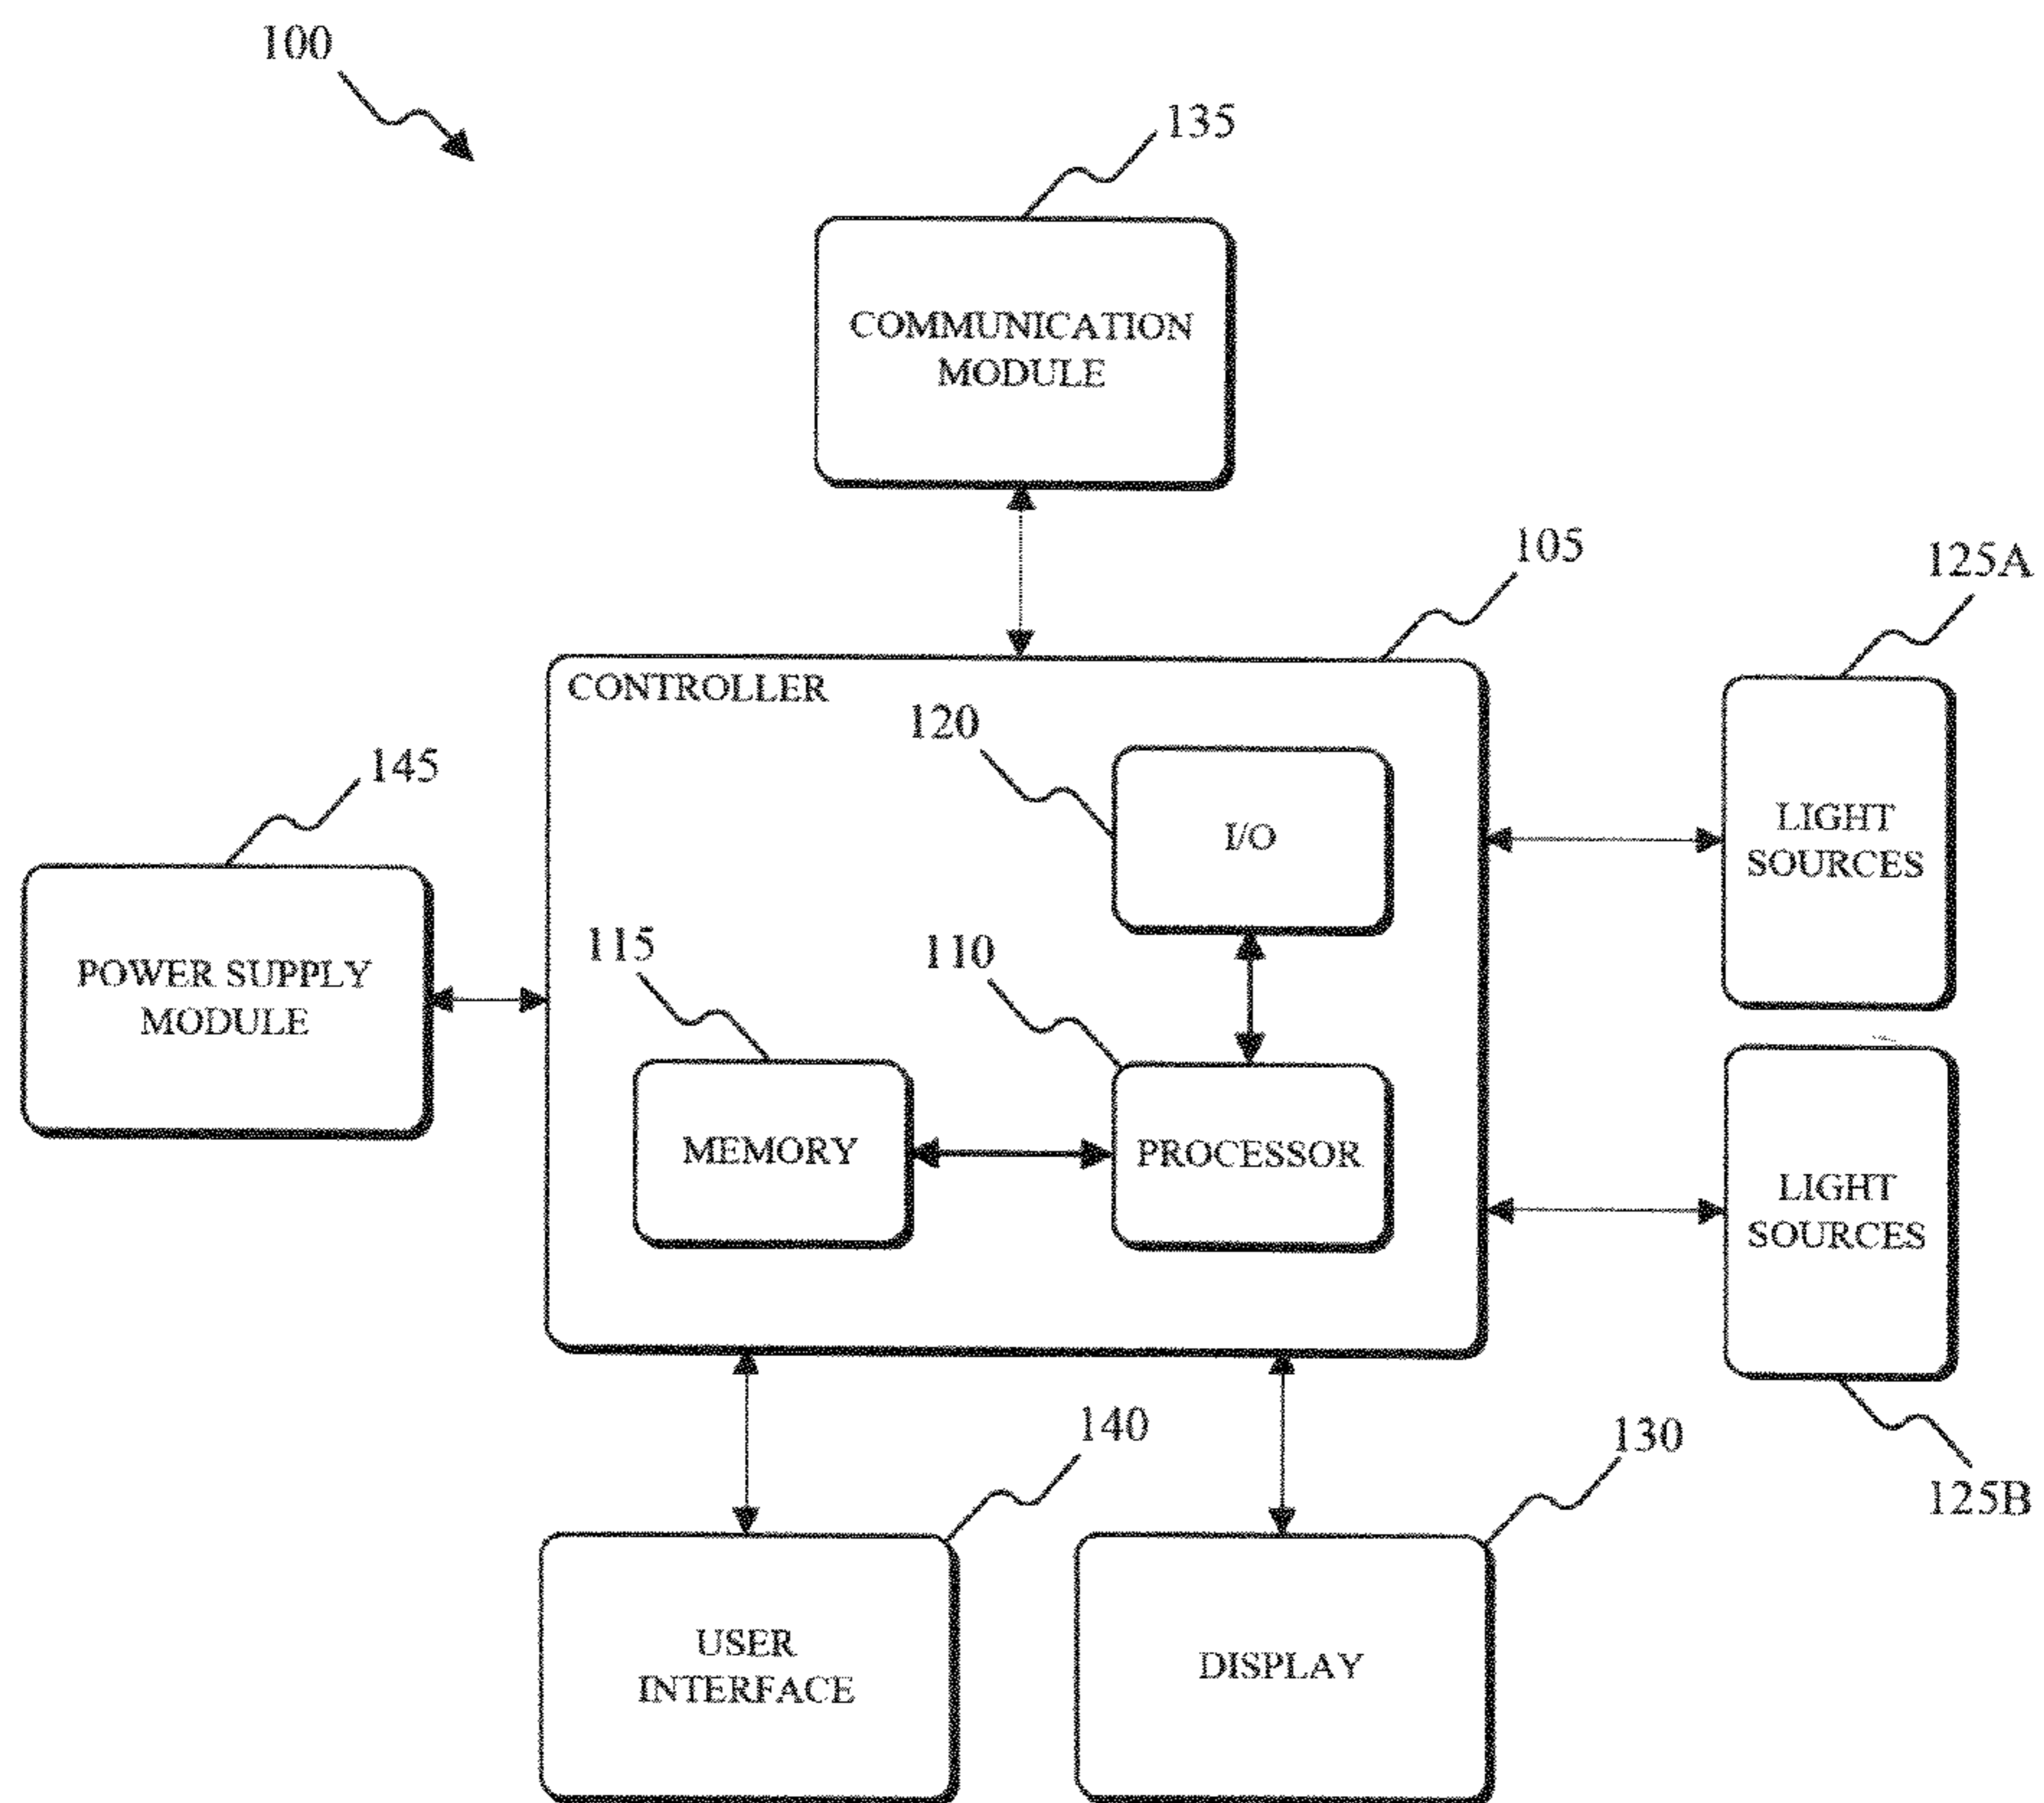 100
135
COMMUNICATION
MODULE
105
125A
CONTROLLER
120
145
I/O
LIGHT
SOURCES
115
110
POWER SUPPLY
MODULE
MEMORY
PROCESSOR
LIGHT
SOURCES
140
130
125B
USER
INTERFACE
DISPLAY